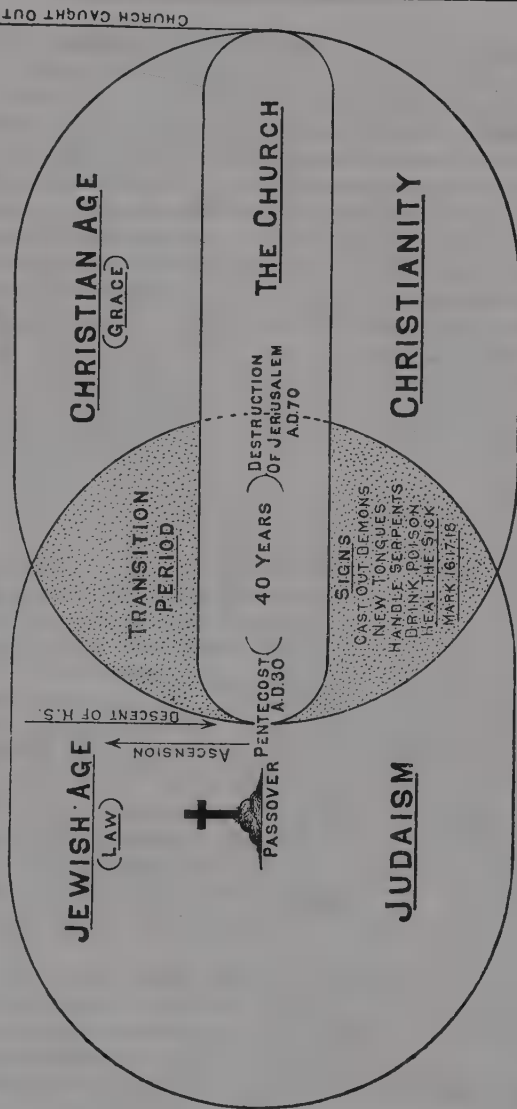 CHURCH CAUGHT OUT
JEWISH AGE
(LAW)
CHRISTIAN AGE
(GRACE)
TRANSITION
PERIOD
DESCENT OF H.S.
ASCENSION
PASSOVER
PENTECOST
A.D.30
40 YEARS
DESTRUCTION
OF JERUSALEM
A.D.70
THE CHURCH
JUDAISM
SIGNS
CAST OUT DEMONS
NEW TONGUES
HANDLE SERPENTS
DRINK POISON
HEAL THE SICK
MARK 16:17-18
CHRISTIANITY